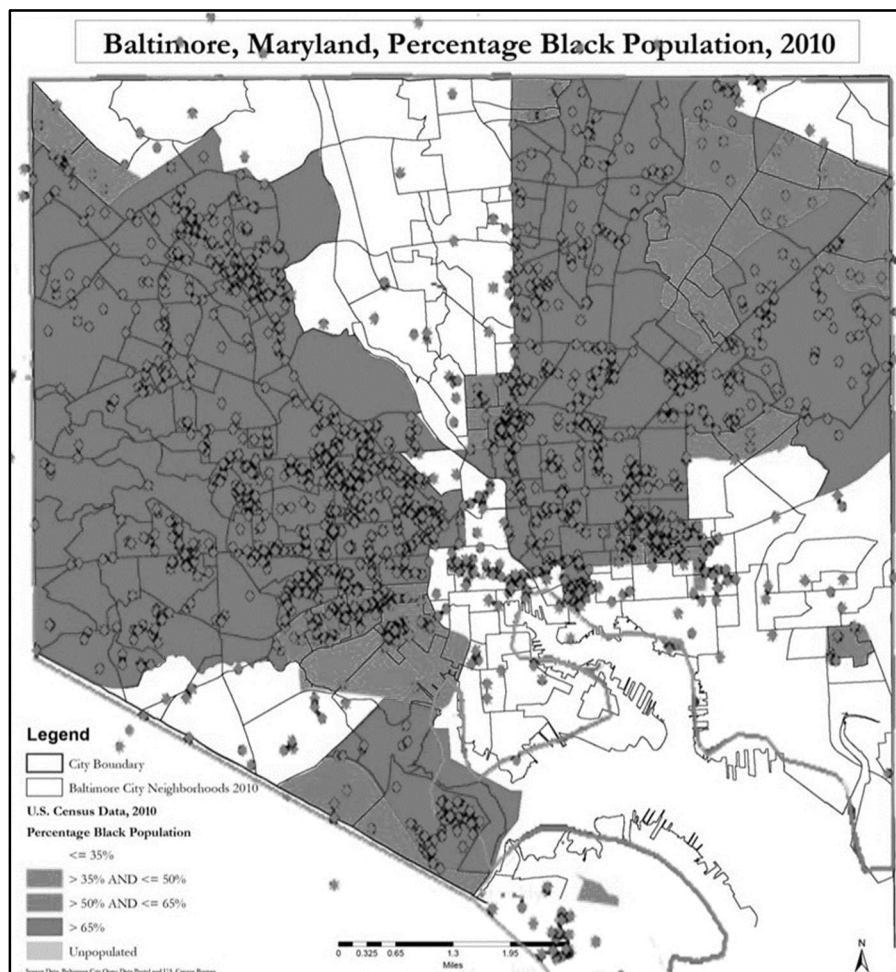 Baltimore, Maryland, Percentage Black Population, 2010
Legend
City Boundary
Baltimore City Neighborhoods 2010
U.S. Census Data, 2010
Percentage Black Population
<= 35%
> 35% AND <= 50%
> 50% AND <= 65%
> 65%
Unpopulated
0 0.325 0.65 1.3 1.95
Miles
N